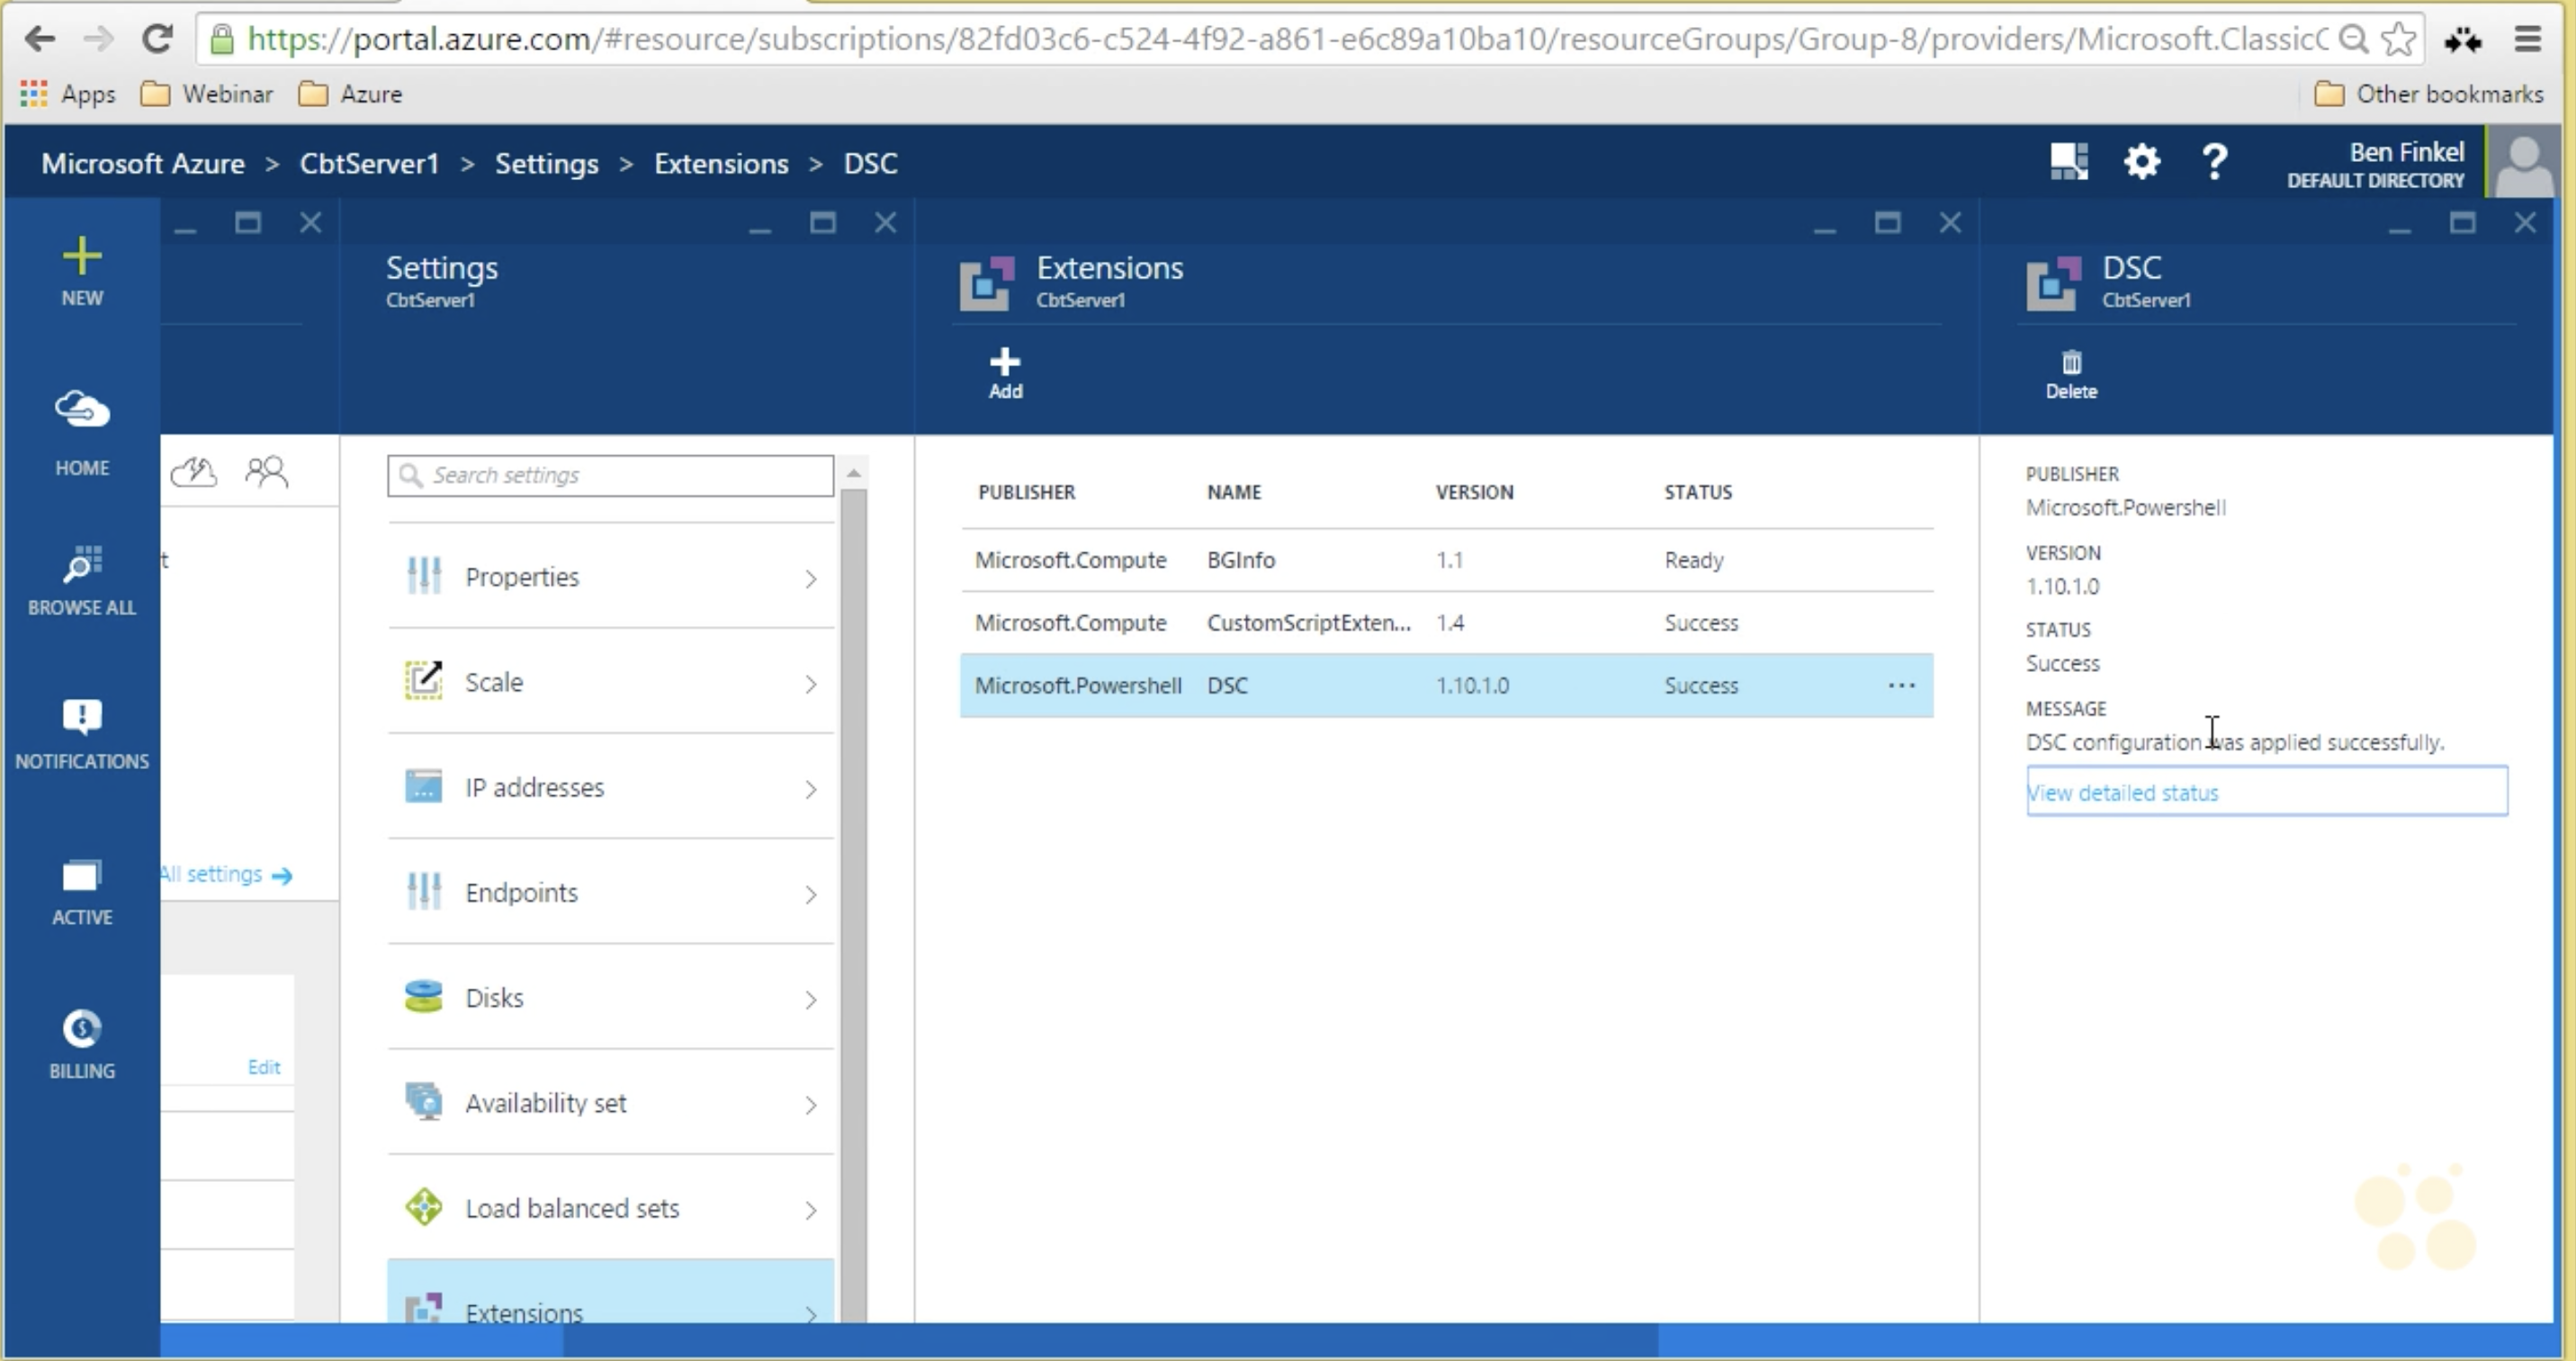 https://portal.azure.com/#resource/subscriptions/82fd03c6-c524-4f92-a861-e6c89a10ba10/resourceGroups/Group-8/providers/Microsoft.ClassicC
Apps Webinar Azure Other bookmarks
Microsoft Azure > CbtServer1 > Settings > Extensions > DSC
Ben Finkel
DEFAULT DIRECTORY
NEW
HOME
BROWSE ALL
NOTIFICATIONS
ACTIVE
BILLING
t
All settings
Edit
Settings
CbtServer1
Search settings
Properties
Scale
IP addresses
Endpoints
Disks
Availability set
Load balanced sets
Extensions
Extensions
CbtServer1
Add
PUBLISHER NAME VERSION STATUS
Microsoft.Compute BGInfo 1.1 Ready
Microsoft.Compute CustomScriptExten... 1.4 Success
Microsoft.Powershell DSC 1.10.1.0 Success ...
DSC
CbtServer1
Delete
PUBLISHER
Microsoft.Powershell
VERSION
1.10.1.0
STATUS
Success
MESSAGE
DSC configuration was applied successfully.
View detailed status